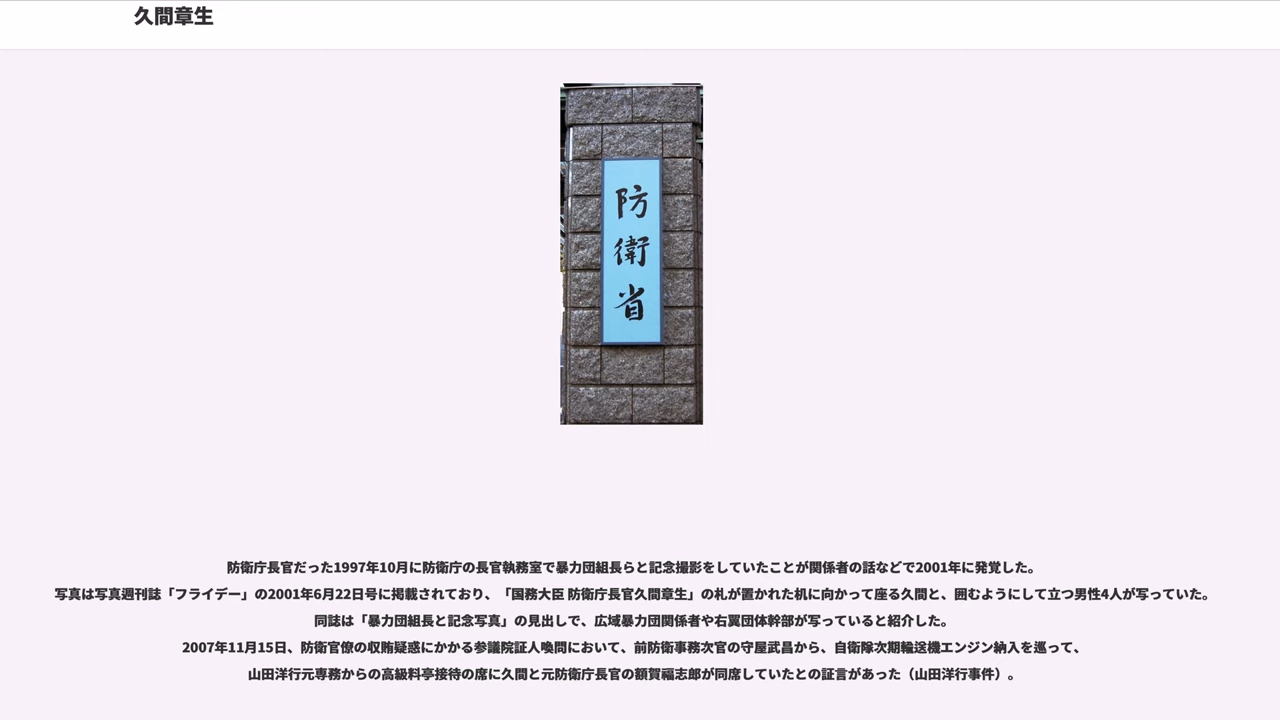 久間章生
防衛省
防衛庁長官だった1997年10月に防衛庁の長官執務室で暴力団組長らと記念撮影をしていたことが関係者の話などで2001年に発覚した。
写真は写真週刊誌「フライデー」の2001年6月22日号に掲載されており、「国務大臣 防衛庁長官久間章生」の札が置かれた机に向かって座る久間と、囲むようにして立つ男性4人が写っていた。
同誌は「暴力団組長と記念写真」の見出しで、広域暴力団関係者や右翼団体幹部が写っていると紹介した。
2007年11月15日、防衛官僚の収賄疑惑にかかる参議院証人喚問において、前防衛事務次官の守屋武昌から、自衛隊次期輸送機エンジン納入を巡って、
山田洋行元専務からの高級料亭接待の席に久間と元防衛庁長官の額賀福志郎が同席していたとの証言があった（山田洋行事件）。